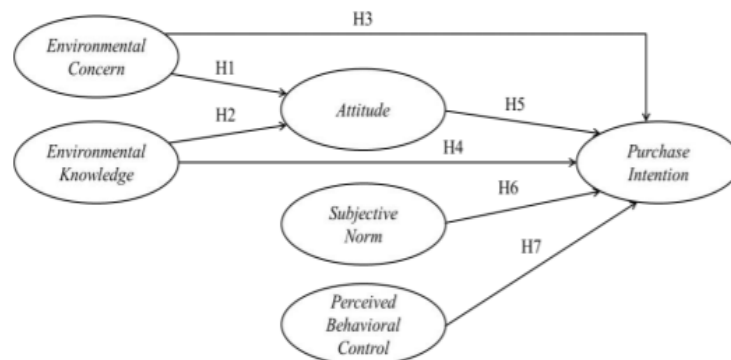 H3
Environmental
Concern
H1
Attitude
H5
H2
Environmental
Knowledge
H4
Purchase
Intention
H6
Subjective
Norm
H7
Perceived
Behavioral
Control